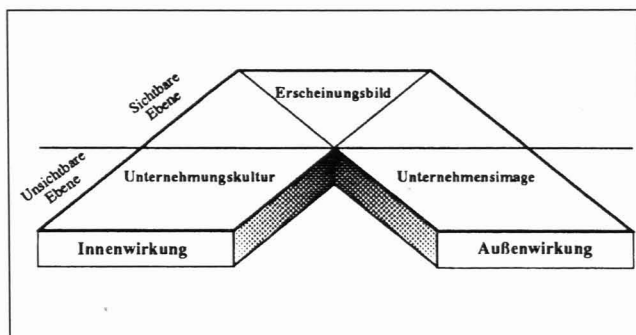 Sichtbare
Ebene
Erscheinungsbild
Unsichtbare
Ebene
Unternehmungskultur
Unternehmensimage
Innenwirkung
Außenwirkung